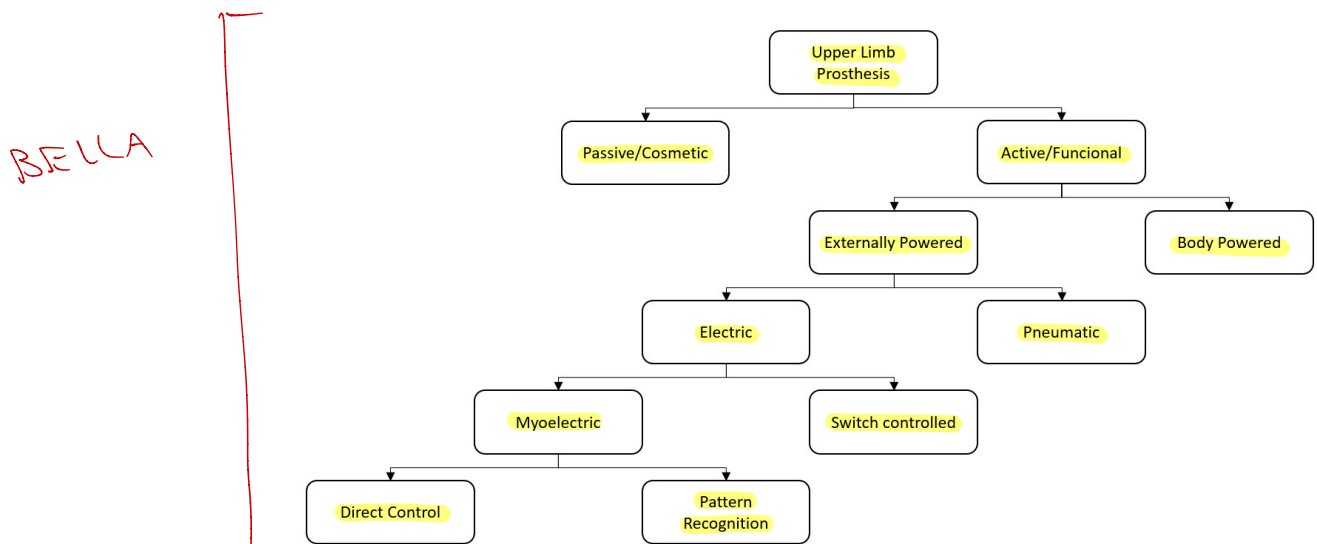 Upper Limb
Prosthesis
BELLA
Passive/Cosmetic
Active/Funcional
Externally Powered
Body Powered
Electric
Pneumatic
Myoelectric
Switch controlled
Direct Control
Pattern
Recognition